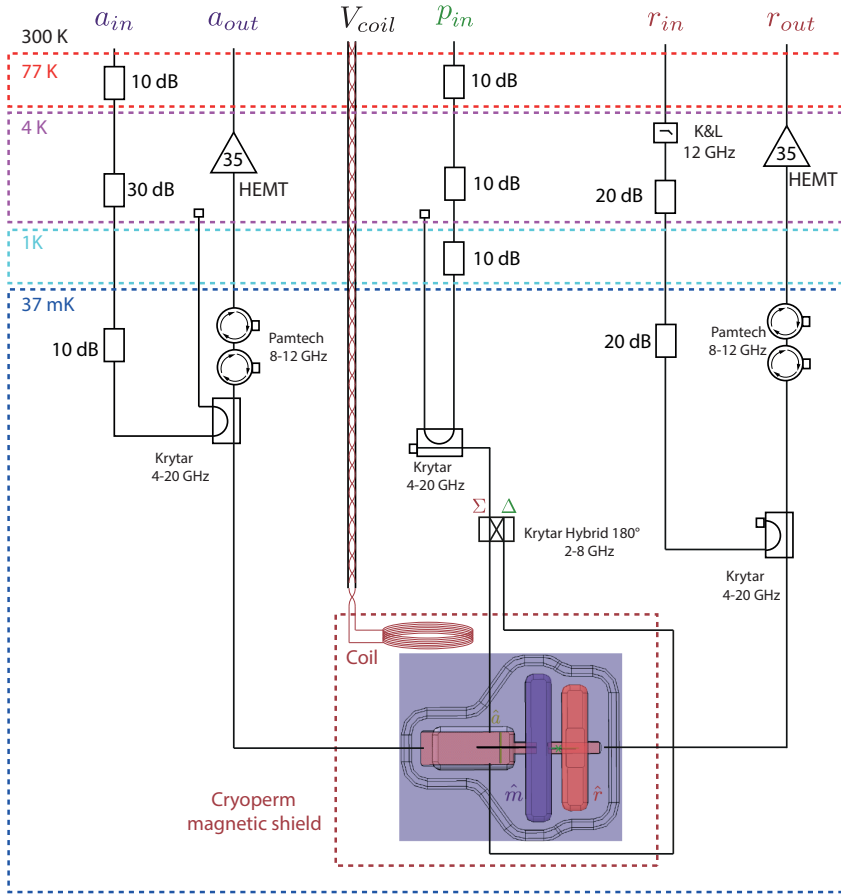 a_in
a_out
V_coil
p_in
r_in
r_out
300 K
77 K
10 dB
10 dB
4 K
35
HEMT
K&L
12 GHz
35
HEMT
30 dB
10 dB
20 dB
1K
10 dB
37 mK
10 dB
Pamtech
8-12 GHz
20 dB
Pamtech
8-12 GHz
Krytar
4-20 GHz
Krytar
4-20 GHz
Σ Δ
Krytar Hybrid 180°
2-8 GHz
Krytar
4-20 GHz
Coil
â
m̂
r̂
Cryoperm
magnetic shield